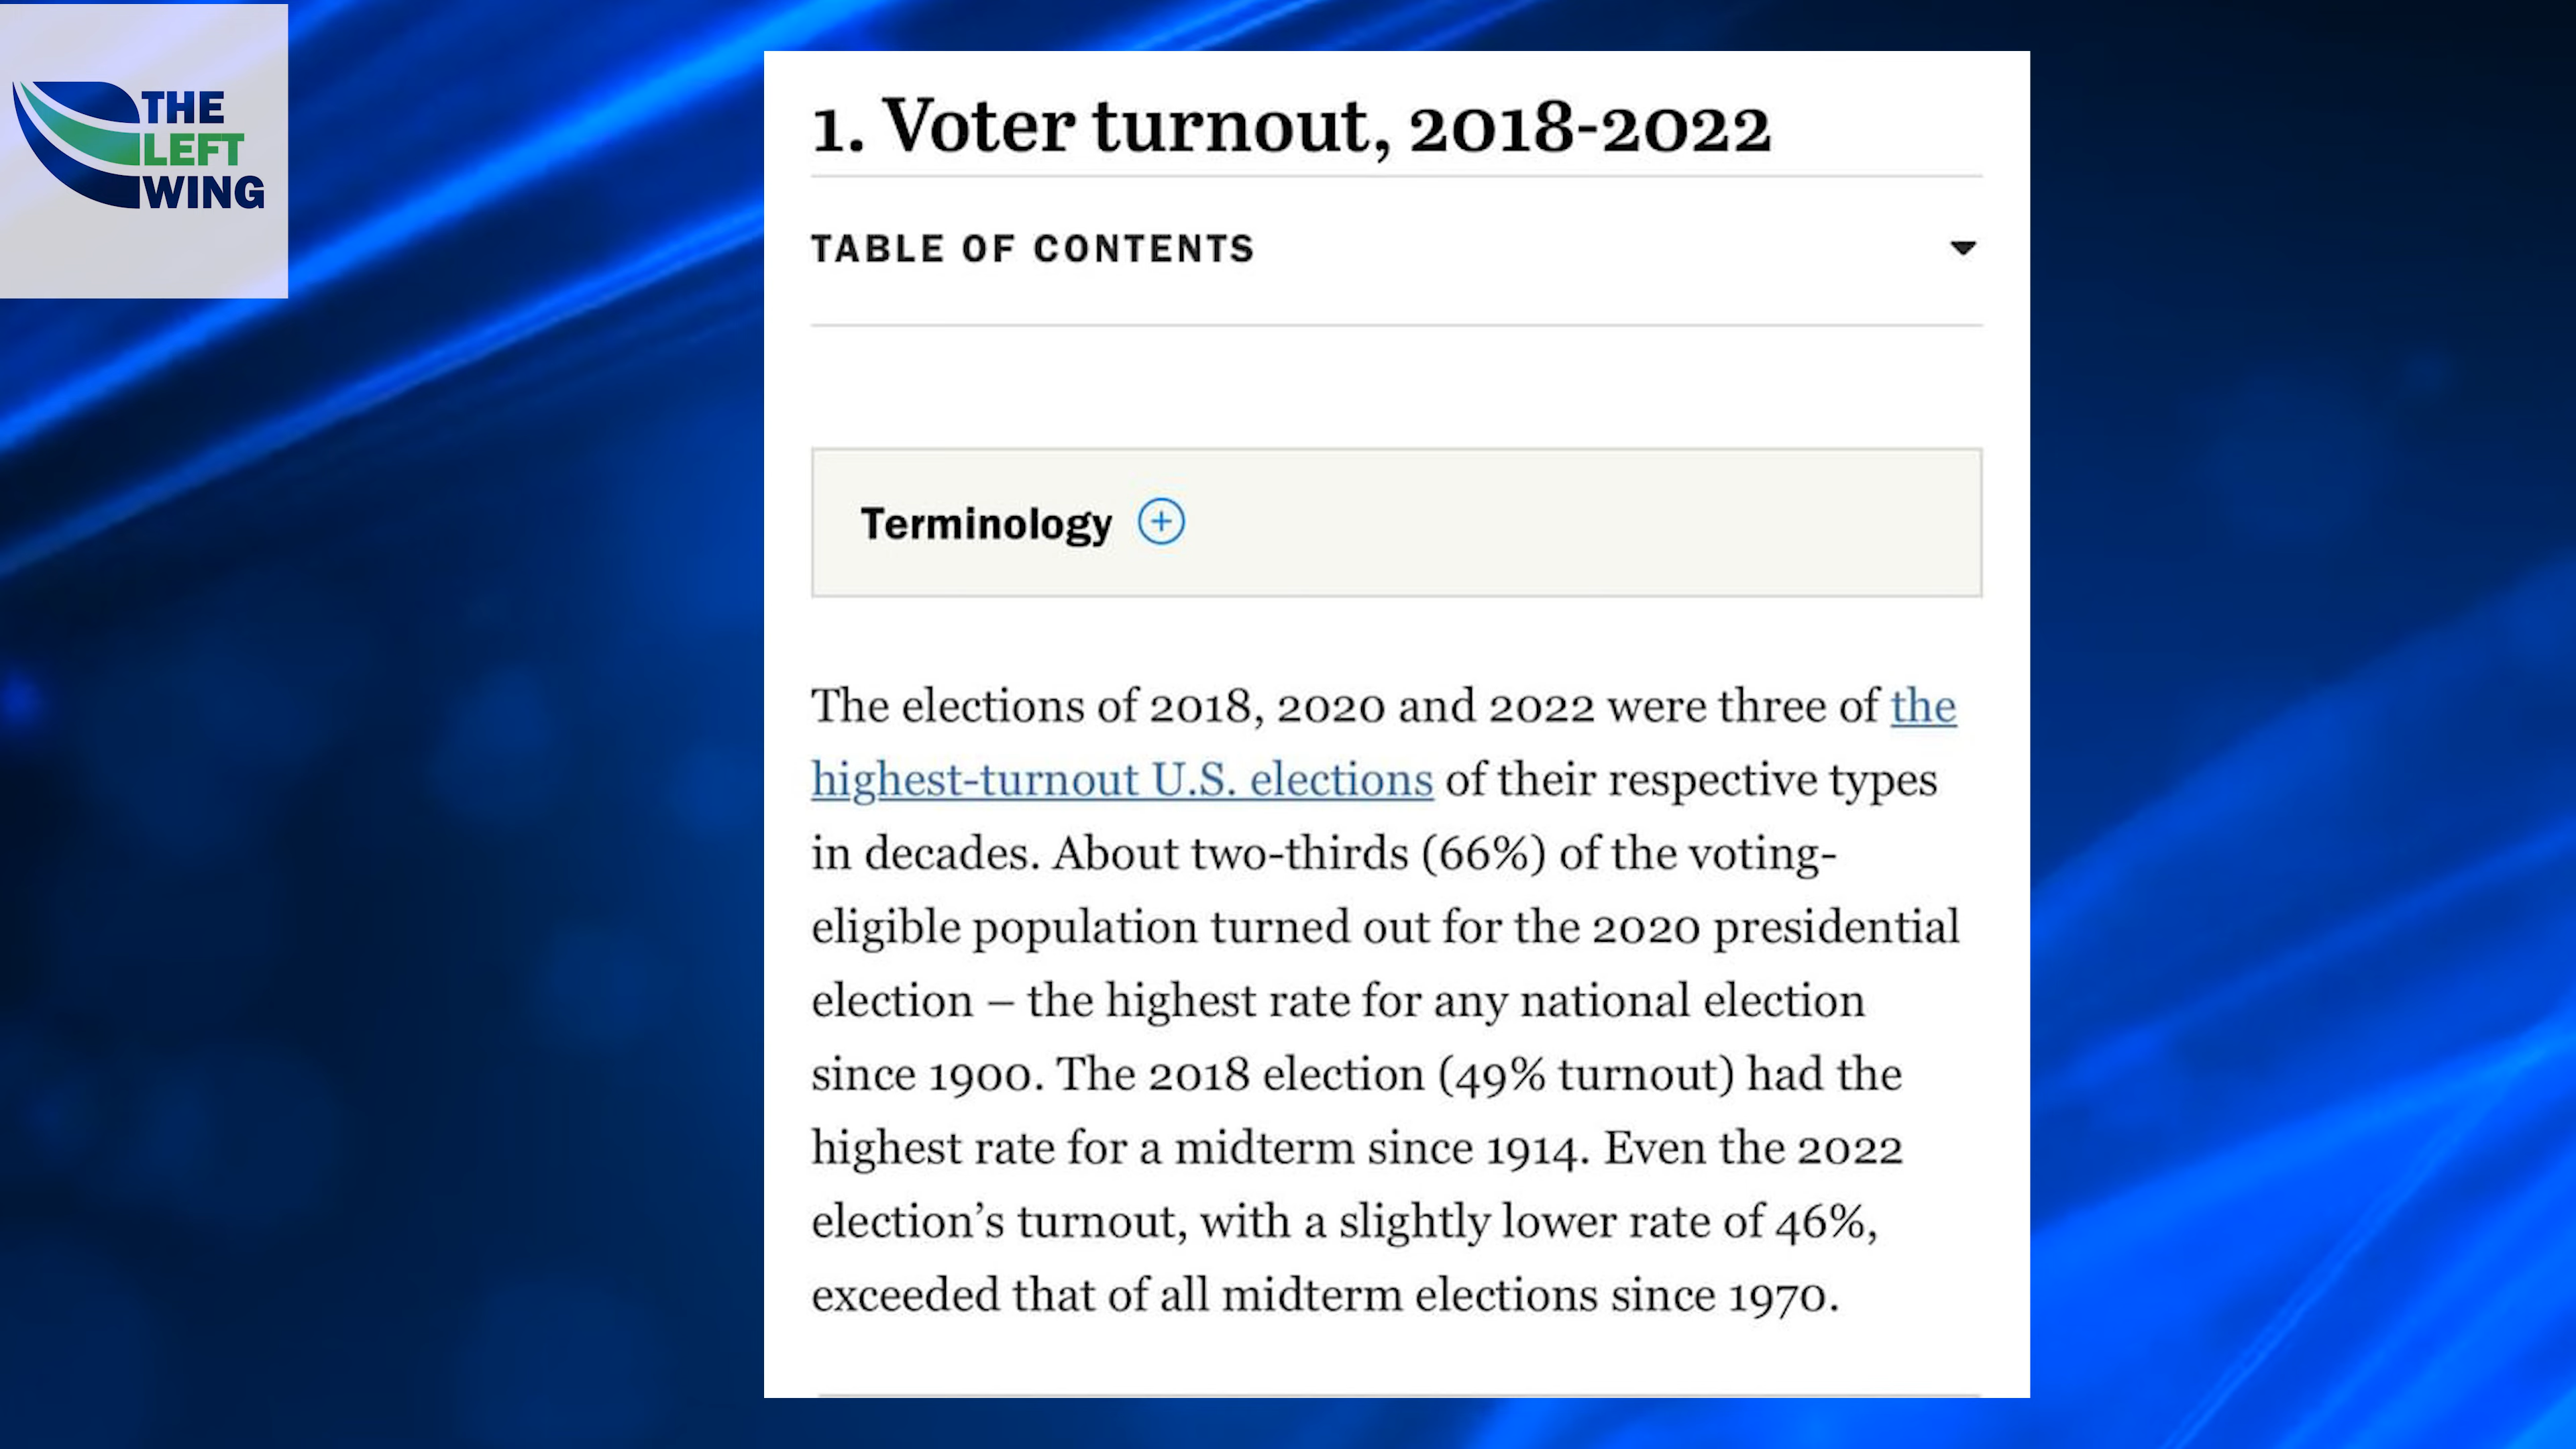 THE
LEFT
WING
1. Voter turnout, 2018-2022
TABLE OF CONTENTS
Terminology
The elections of 2018, 2020 and 2022 were three of the
highest-turnout U.S. elections of their respective types
in decades. About two-thirds (66%) of the voting-
eligible population turned out for the 2020 presidential
election – the highest rate for any national election
since 1900. The 2018 election (49% turnout) had the
highest rate for a midterm since 1914. Even the 2022
election’s turnout, with a slightly lower rate of 46%,
exceeded that of all midterm elections since 1970.